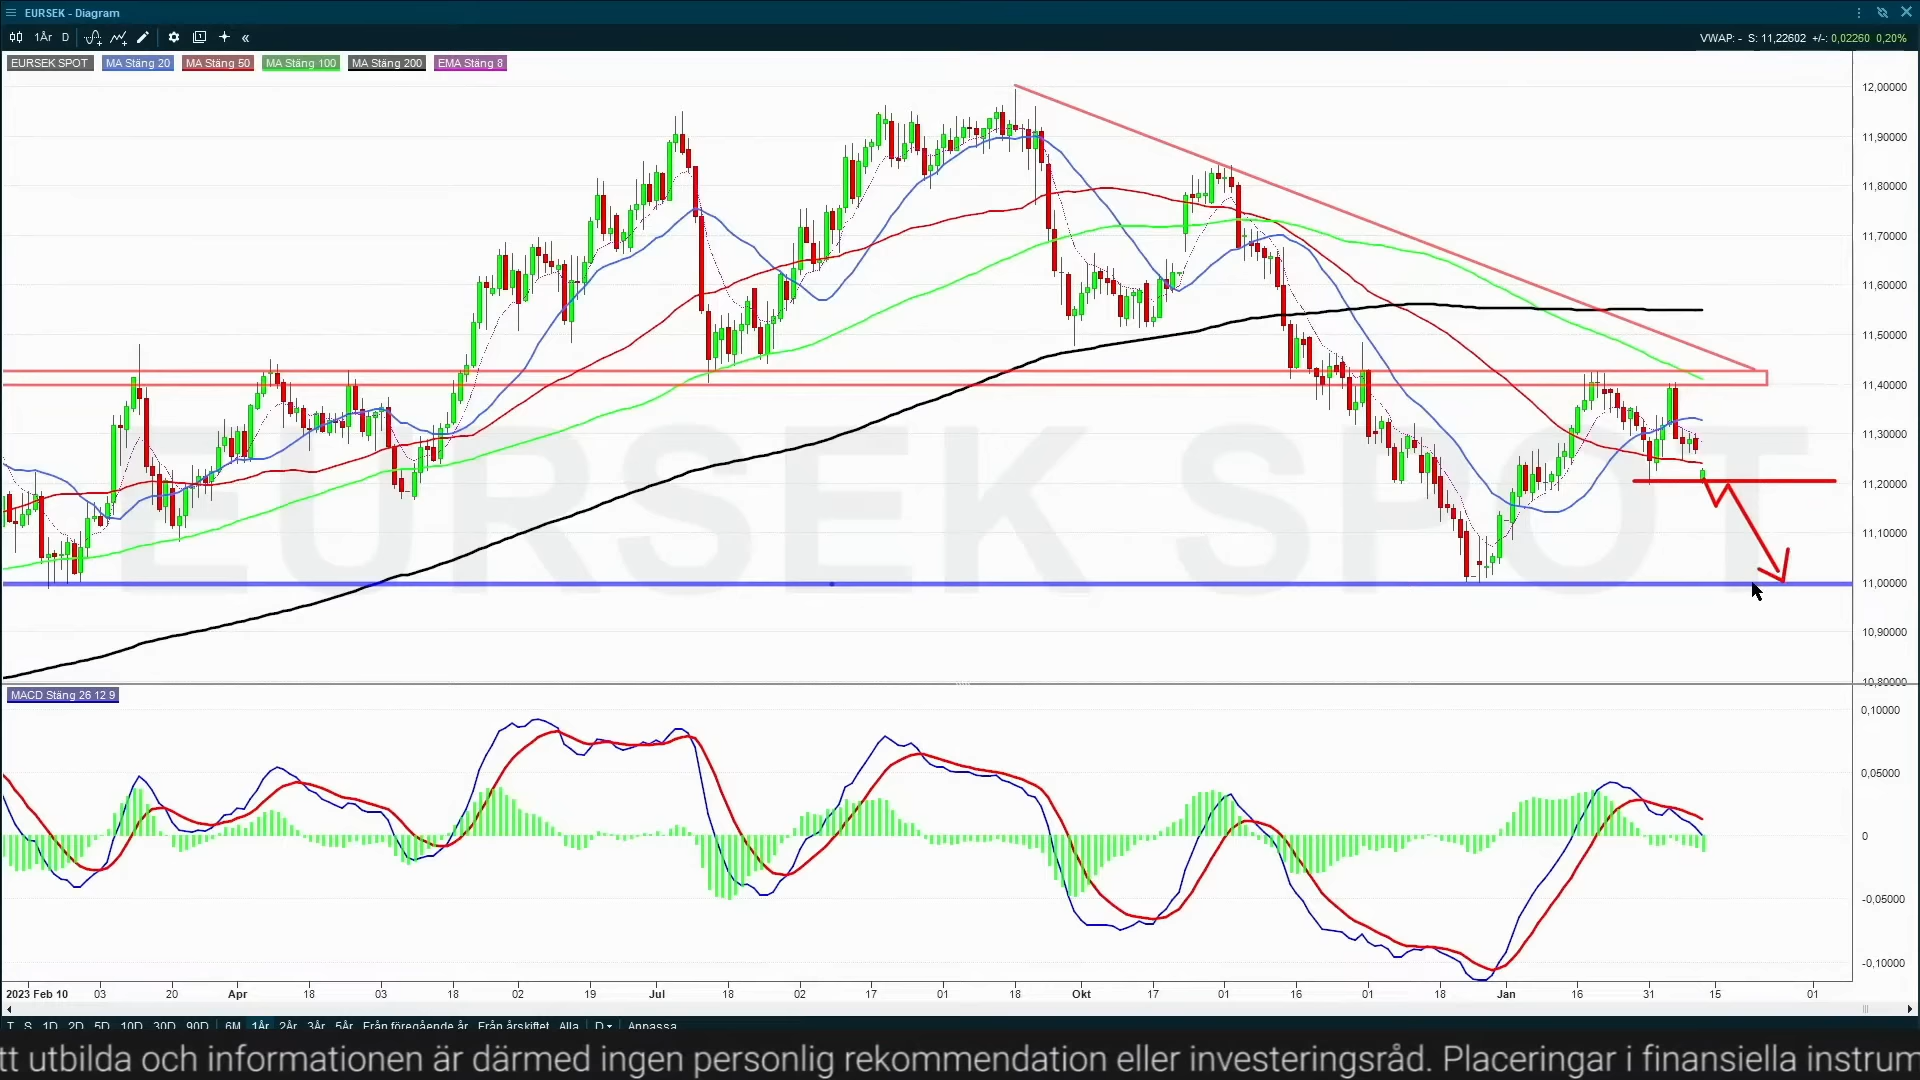 EURSEK - Diagram
1År D
VWAP: - S: 11,22602 +/-: 0,02260 0,20%
EURSEK SPOT MA Stäng 20 MA Stäng 50 MA Stäng 100 MA Stäng 200 EMA Stäng 8
12,00000
11,90000
11,80000
11,70000
11,60000
11,50000
11,40000
11,30000
11,20000
11,10000
11,00000
10,90000
10,80000
EURSEK SPOT
MACD Stäng 26 12 9
0,10000
0,05000
0
-0,05000
-0,10000
2023 Feb 10 03 20 Apr 18 03 18 02 19 Jul 18 02 17 01 18 Okt 17 01 16 01 18 Jan 16 31 15 01
T S 1D 2D 5D 10D 30D 90D 6M 1År 2År 3År 5År Från föregående år Från årskiftet Alla D Anpassa
tt utbilda och informationen är därmed ingen personlig rekommendation eller investeringsråd. Placeringar i finansiella instrum